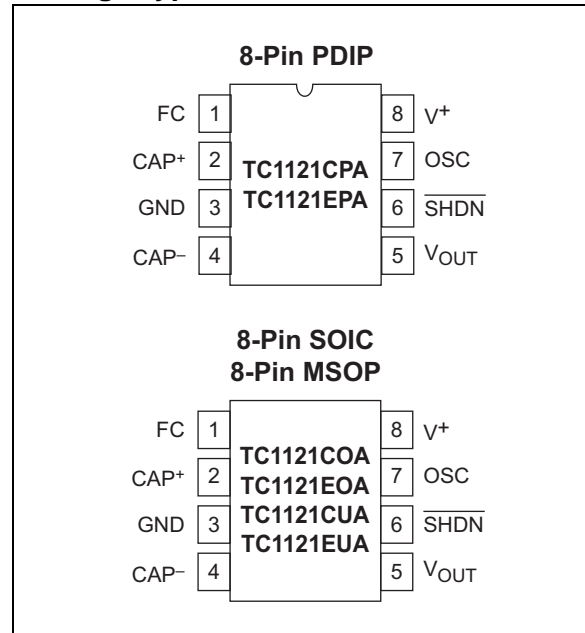 8-Pin PDIP
FC 1 8 V+
CAP+ 2 7 OSC
TC1121CPA
TC1121EPA
GND 3 6 SHDN
CAP– 4 5 VOUT
8-Pin SOIC
8-Pin MSOP
FC 1 8 V+
TC1121COA
CAP+ 2 7 OSC
TC1121EOA
TC1121CUA
GND 3 6 SHDN
TC1121EUA
CAP– 4 5 VOUT